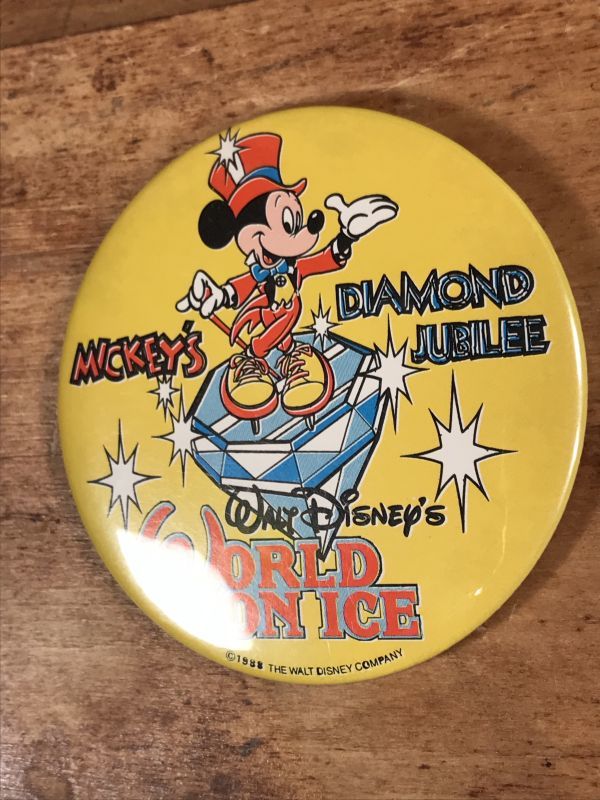 MICKEY'S
DIAMOND
JUBILEE
WALT DISNEY'S
WORLD
ON ICE
©1988 THE WALT DISNEY COMPANY